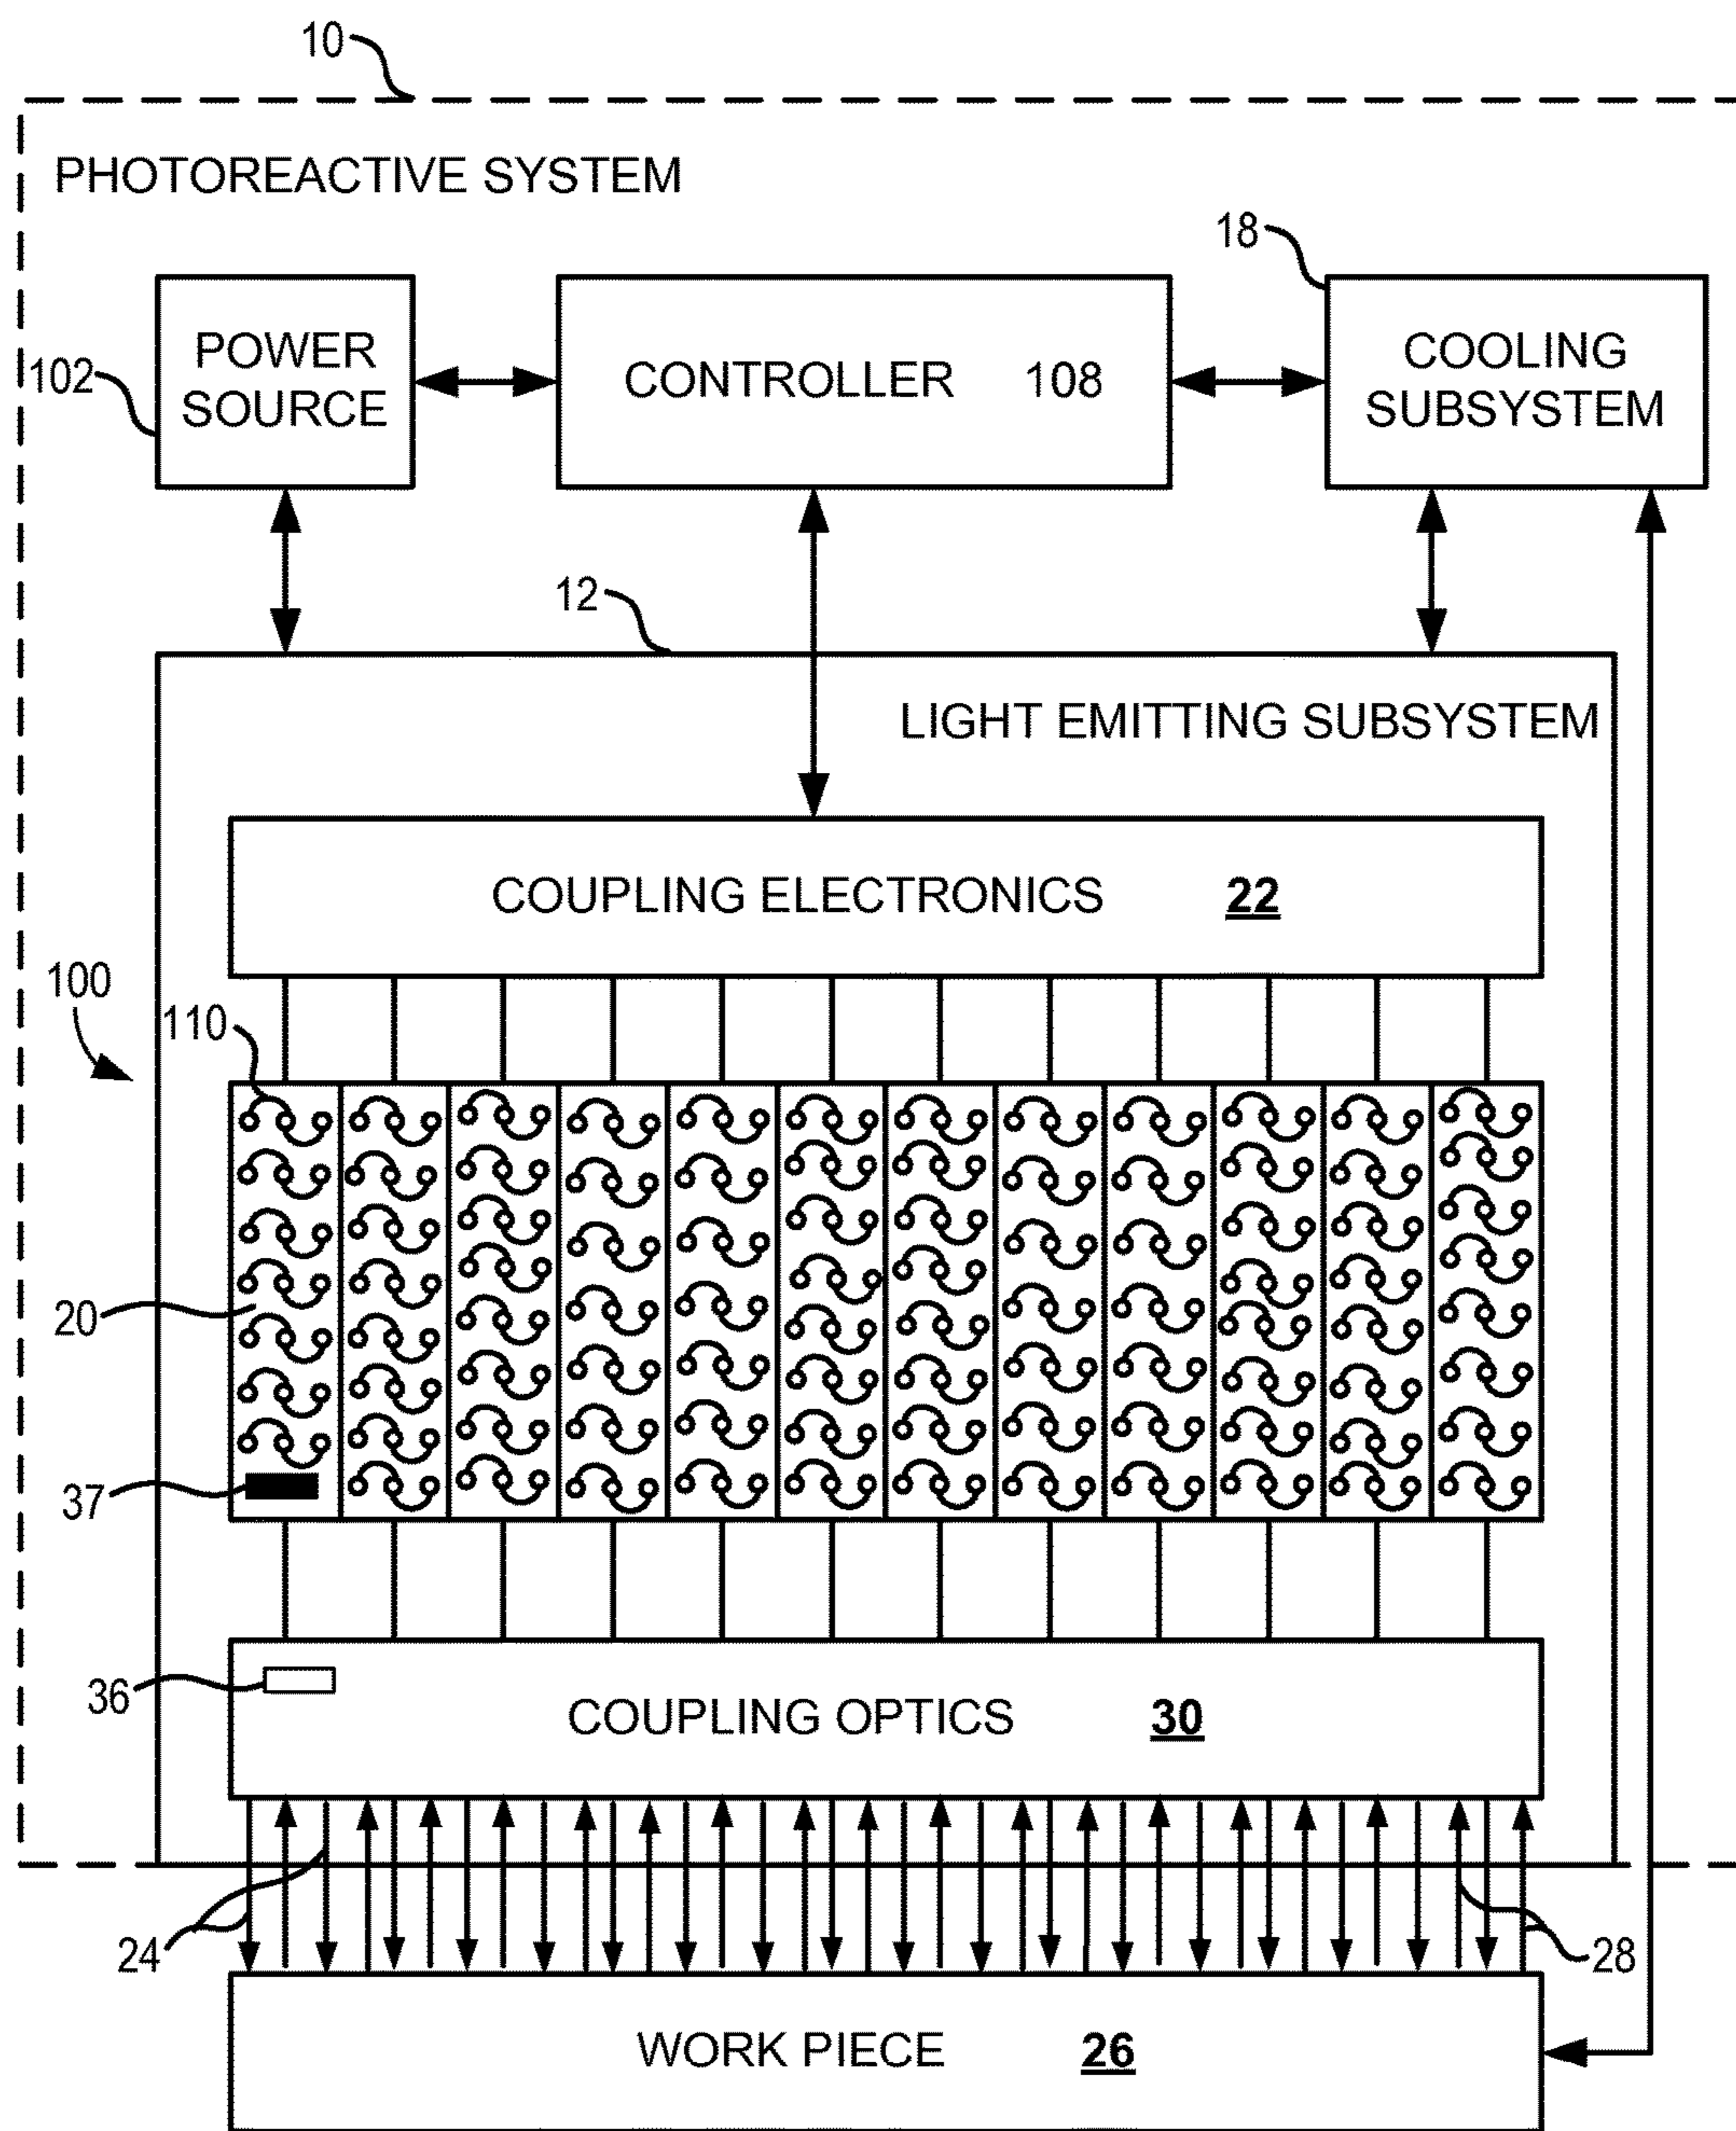 10
PHOTOREACTIVE SYSTEM
18
POWER
SOURCE
102
CONTROLLER 108
COOLING
SUBSYSTEM
12
LIGHT EMITTING SUBSYSTEM
COUPLING ELECTRONICS 22
100
110
20
37
36
COUPLING OPTICS 30
24
28
WORK PIECE 26